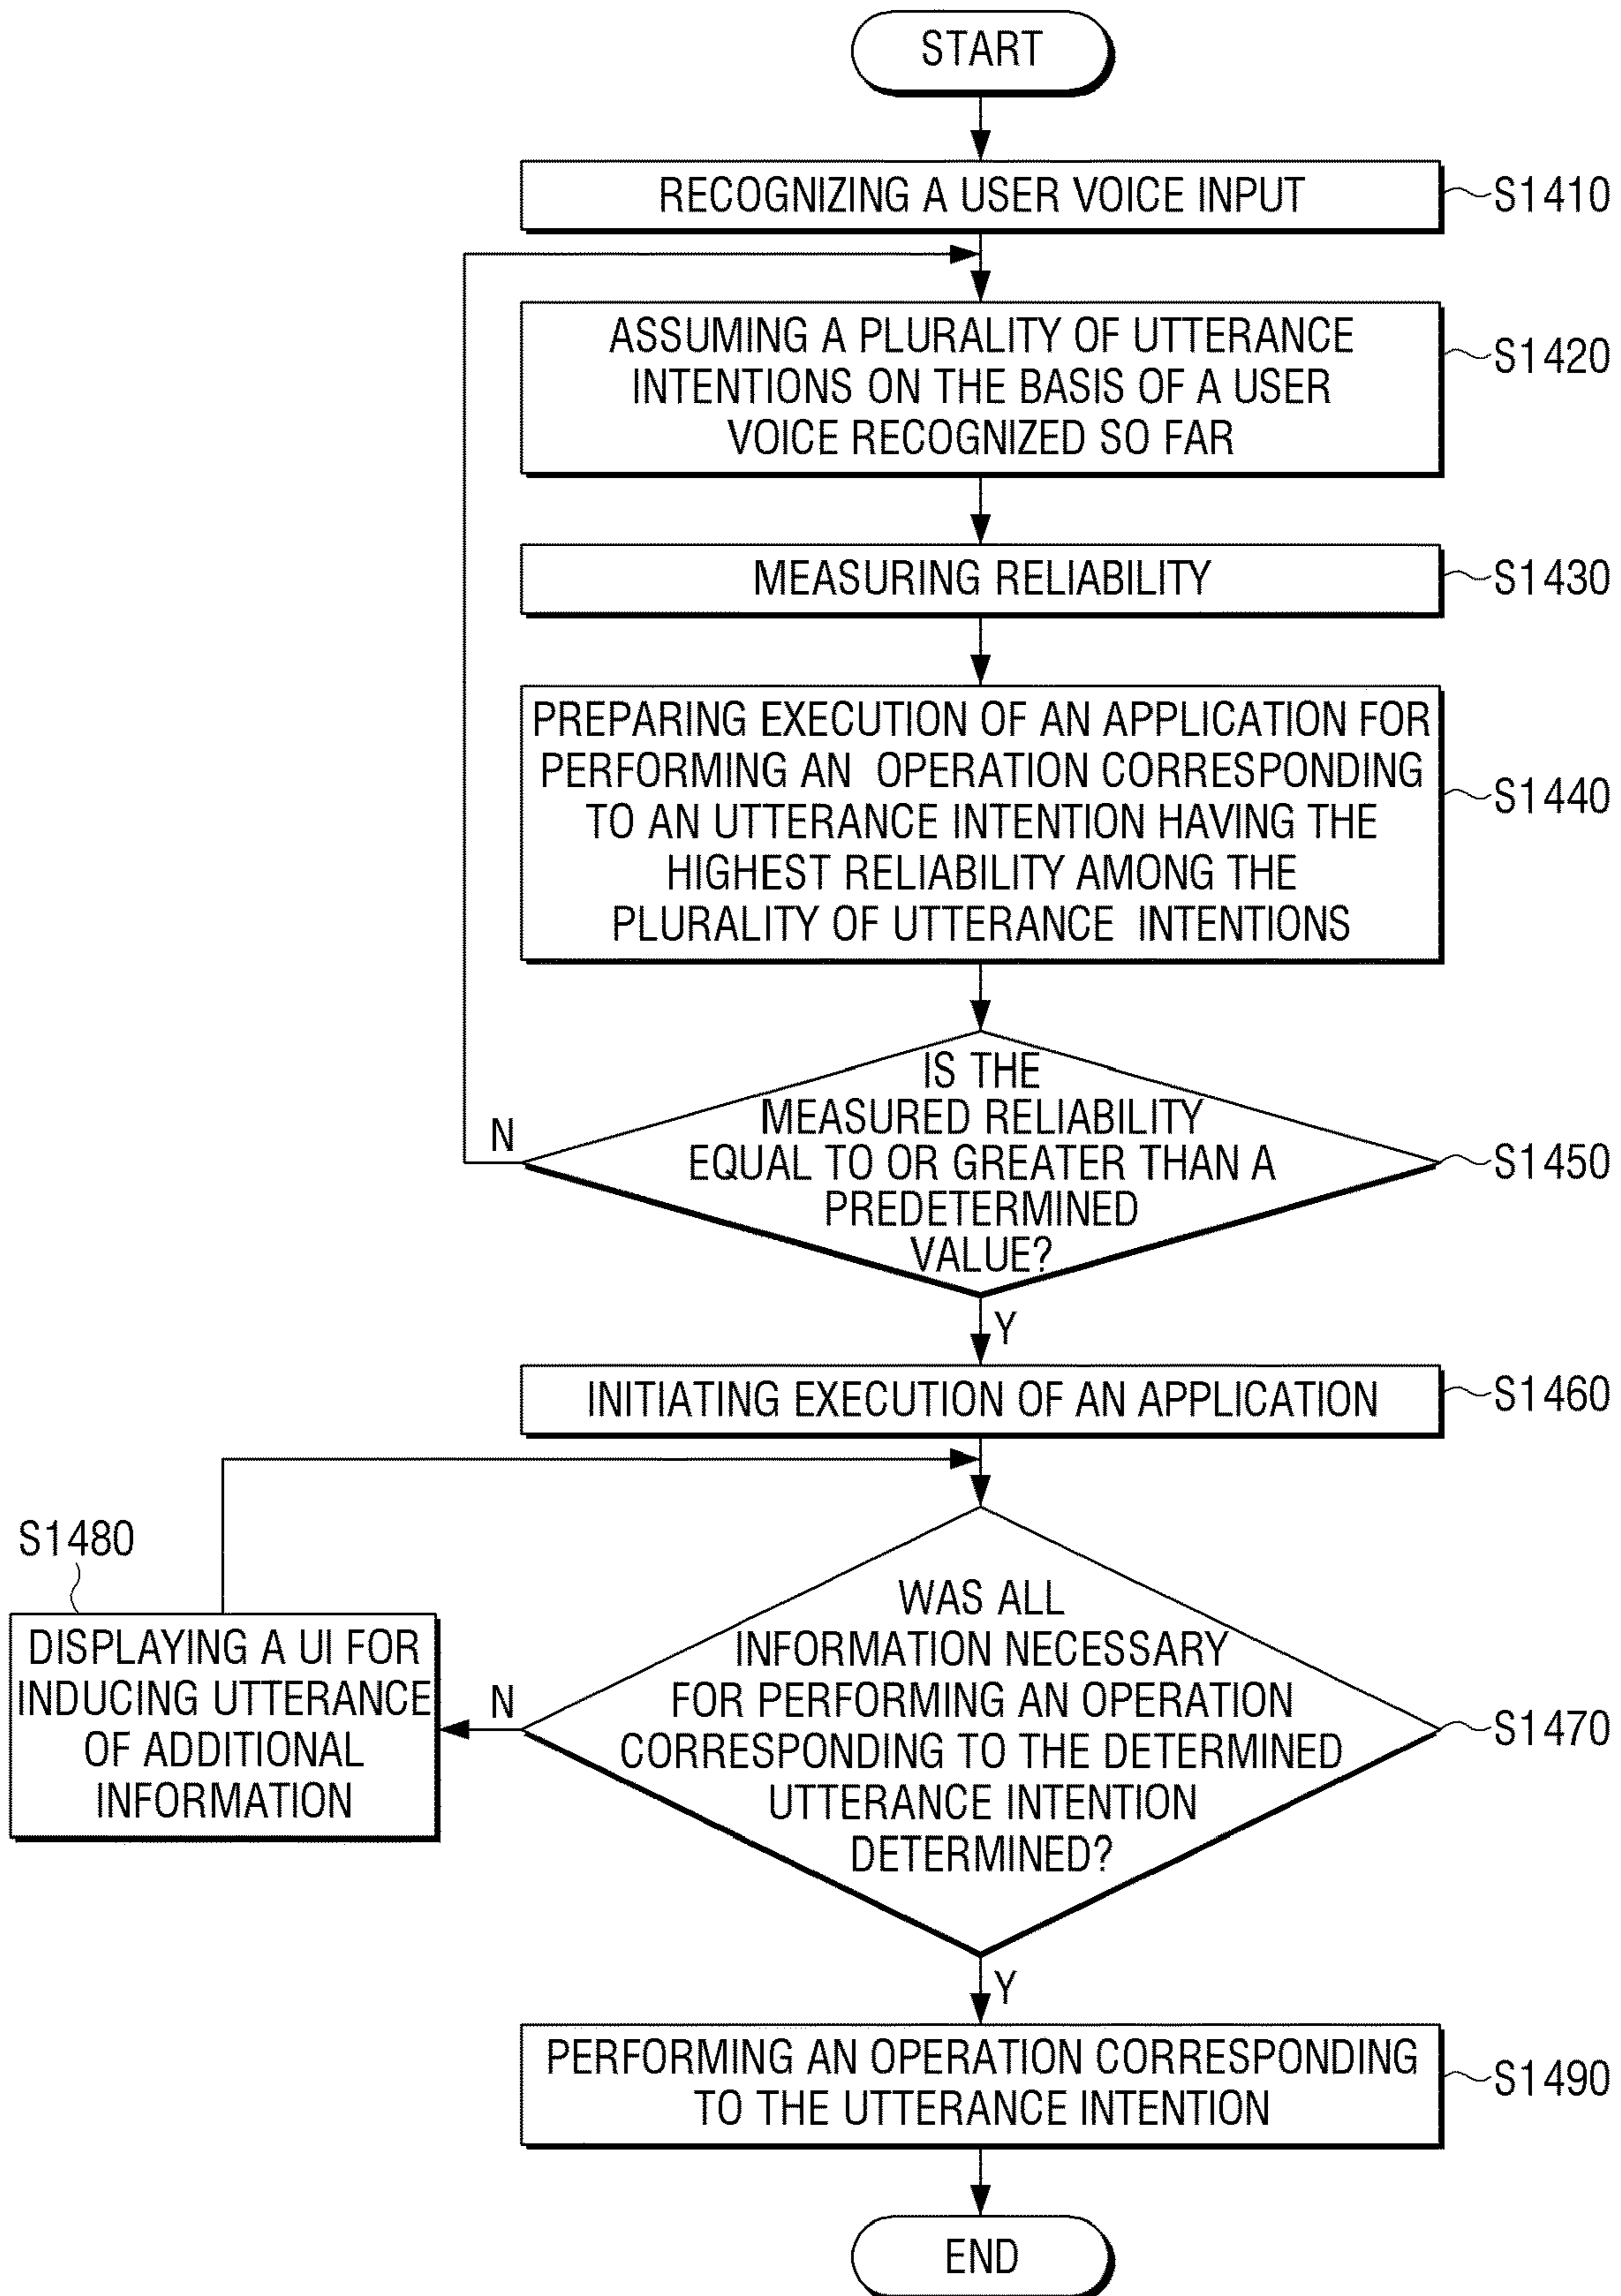 START
RECOGNIZING A USER VOICE INPUT
S1410
ASSUMING A PLURALITY OF UTTERANCE
INTENTIONS ON THE BASIS OF A USER
VOICE RECOGNIZED SO FAR
S1420
MEASURING RELIABILITY
S1430
PREPARING EXECUTION OF AN APPLICATION FOR
PERFORMING AN OPERATION CORRESPONDING
TO AN UTTERANCE INTENTION HAVING THE
HIGHEST RELIABILITY AMONG THE
PLURALITY OF UTTERANCE INTENTIONS
S1440
IS THE
MEASURED RELIABILITY
EQUAL TO OR GREATER THAN A
PREDETERMINED
VALUE?
S1450
N
Y
INITIATING EXECUTION OF AN APPLICATION
S1460
WAS ALL
INFORMATION NECESSARY
FOR PERFORMING AN OPERATION
CORRESPONDING TO THE DETERMINED
UTTERANCE INTENTION
DETERMINED?
S1470
N
S1480
DISPLAYING A UI FOR
INDUCING UTTERANCE
OF ADDITIONAL
INFORMATION
Y
PERFORMING AN OPERATION CORRESPONDING
TO THE UTTERANCE INTENTION
S1490
END